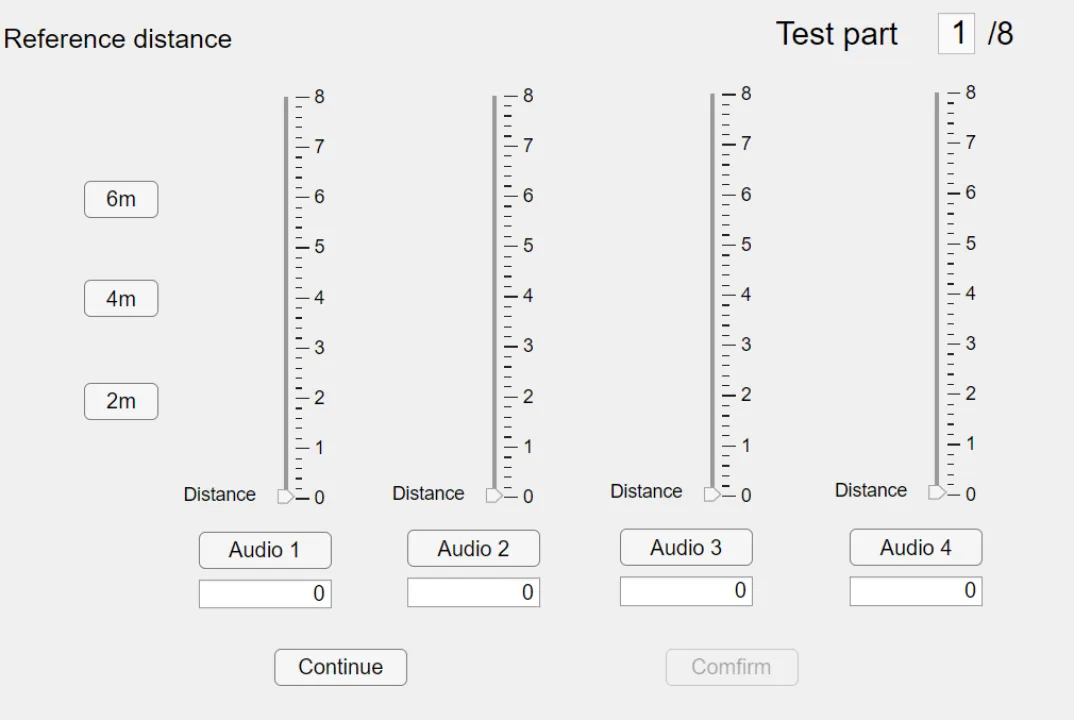 Reference distance
Test part 1 /8
8 8 8 8
7 7 7 7
6m 6 6 6 6
5 5 5 5
4m 4 4 4 4
3 3 3 3
2m 2 2 2 2
1 1 1 1
Distance 0 Distance 0 Distance 0 Distance 0
Audio 1 Audio 2 Audio 3 Audio 4
0 0 0 0
Continue Comfirm